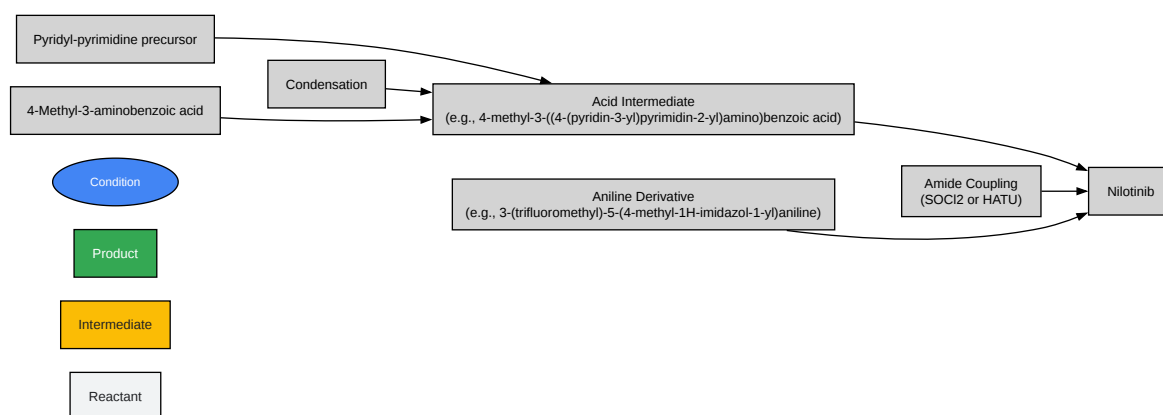 Pyridyl-pyrimidine precursor
Condensation
4-Methyl-3-aminobenzoic acid
Acid Intermediate
(e.g., 4-methyl-3-((4-(pyridin-3-yl)pyrimidin-2-yl)amino)benzoic acid)
Condition
Aniline Derivative
(e.g., 3-(trifluoromethyl)-5-(4-methyl-1H-imidazol-1-yl)aniline)
Amide Coupling
(SOCl2 or HATU)
Nilotinib
Product
Intermediate
Reactant